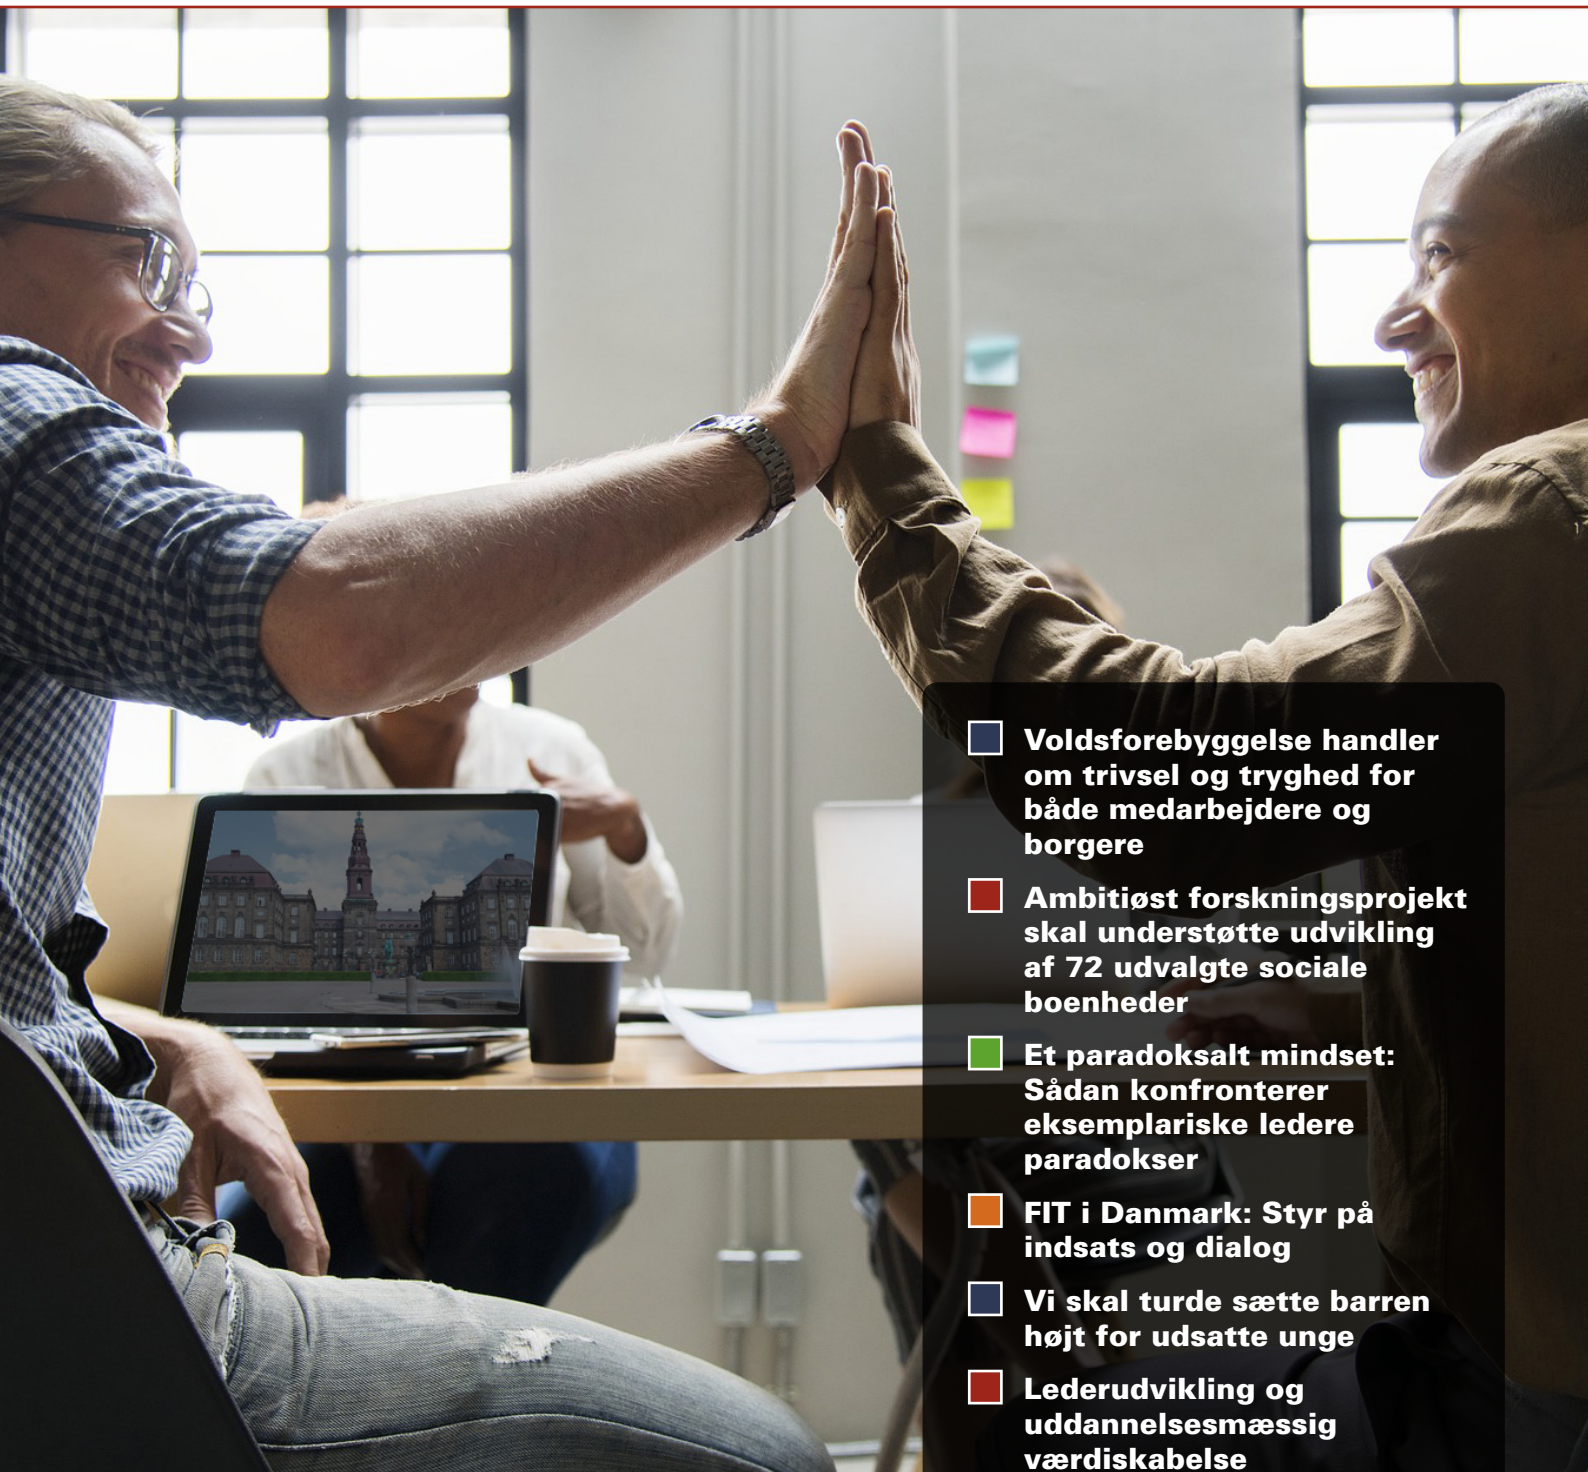 Voldsforebyggelse handler
om trivsel og tryghed for
både medarbejdere og
borgere
Ambitiøst forskningsprojekt
skal understøtte udvikling
af 72 udvalgte sociale
boenheder
Et paradoksalt mindset:
Sådan konfronterer
eksemplariske ledere
paradokser
FIT i Danmark: Styr på
indsats og dialog
Vi skal turde sætte barren
højt for udsatte unge
Lederudvikling og
uddannelsesmæssig
værdiskabelse